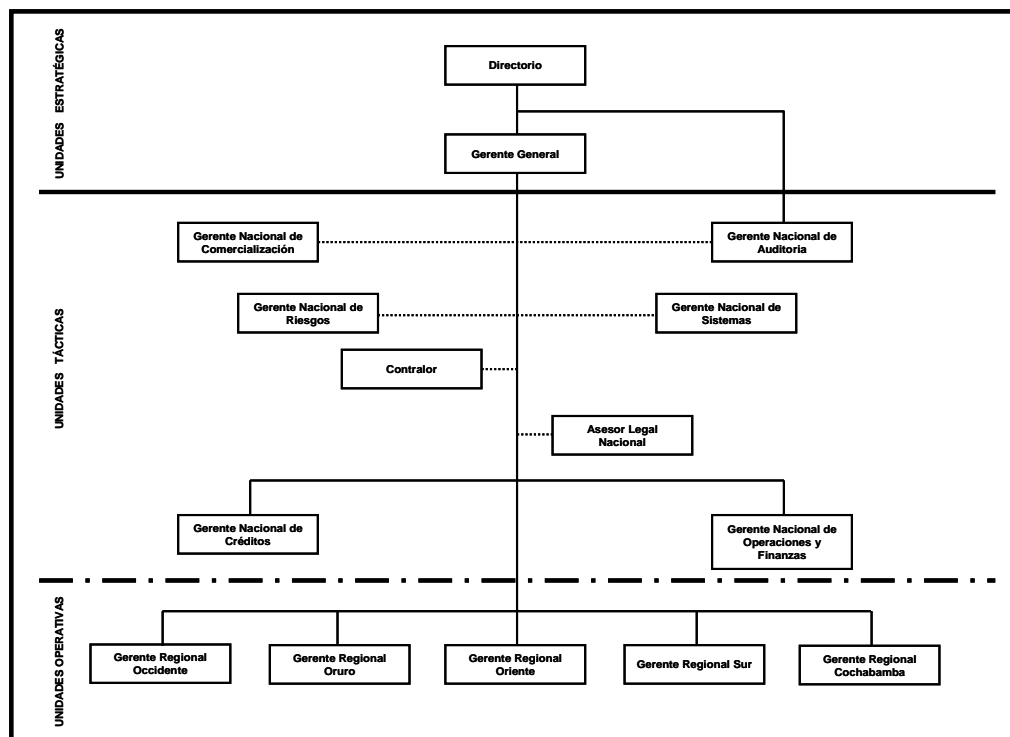 UNIDADES ESTRATÉGICAS
Directorio
Gerente General
UNIDADES TÁCTICAS
Gerente Nacional de
Comercialización
Gerente Nacional de
Auditoria
Gerente Nacional de
Riesgos
Gerente Nacional de
Sistemas
Contralor
Asesor Legal
Nacional
Gerente Nacional de
Créditos
Gerente Nacional de
Operaciones y
Finanzas
UNIDADES OPERATIVAS
Gerente Regional
Occidente
Gerente Regional
Oruro
Gerente Regional
Oriente
Gerente Regional Sur
Gerente Regional
Cochabamba